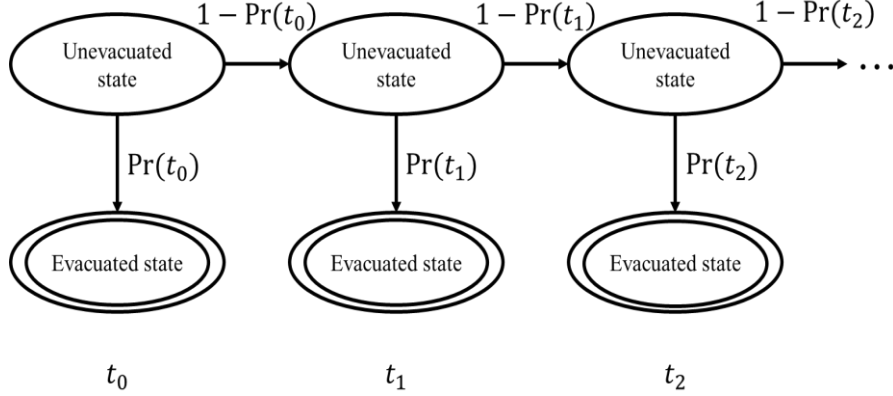 1 − Pr(t₀) 1 − Pr(t₁) 1 − Pr(t₂)
Unevacuated Unevacuated Unevacuated
state state state
...
Pr(t₀) Pr(t₁) Pr(t₂)
Evacuated state Evacuated state Evacuated state
t₀ t₁ t₂